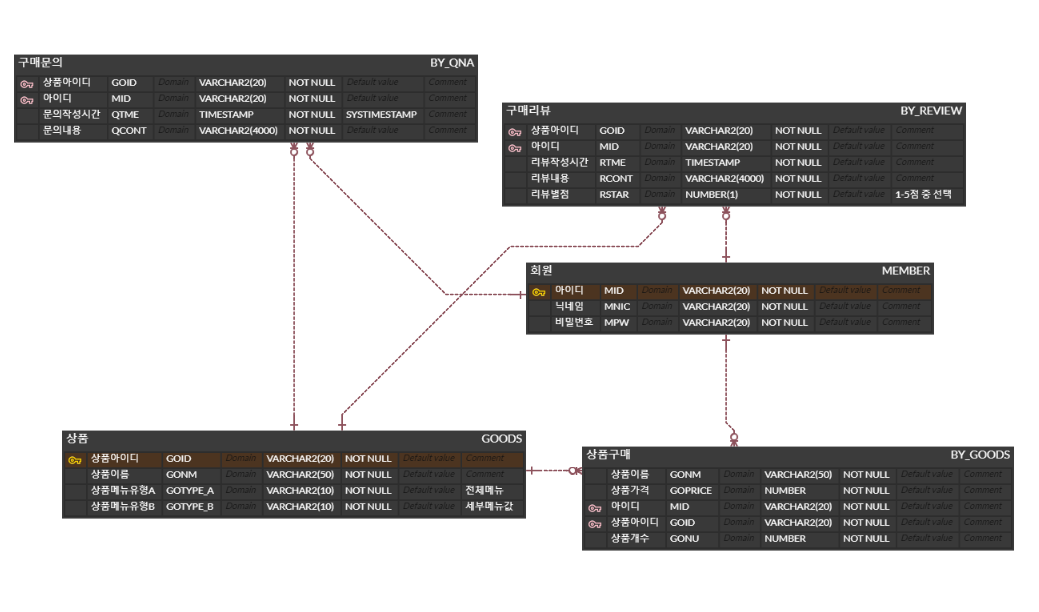 구매문의 BY_QNA
상품아이디 GOID Domain VARCHAR2(20) NOT NULL Default value Comment
아이디 MID Domain VARCHAR2(20) NOT NULL Default value Comment
문의작성시간 QTME Domain TIMESTAMP NOT NULL SYSTIMESTAMP Comment
문의내용 QCONT Domain VARCHAR2(4000) NOT NULL Default value Comment
구매리뷰 BY_REVIEW
상품아이디 GOID Domain VARCHAR2(20) NOT NULL Default value Comment
아이디 MID Domain VARCHAR2(20) NOT NULL Default value Comment
리뷰작성시간 RTME Domain TIMESTAMP NOT NULL Default value Comment
리뷰내용 RCONT Domain VARCHAR2(4000) NOT NULL Default value Comment
리뷰별점 RSTAR Domain NUMBER(1) NOT NULL Default value 1-5점 중 선택
회원 MEMBER
아이디 MID Domain VARCHAR2(20) NOT NULL Default value Comment
닉네임 MNIC Domain VARCHAR2(20) NOT NULL Default value Comment
비밀번호 MPW Domain VARCHAR2(20) NOT NULL Default value Comment
상품 GOODS
상품아이디 GOID Domain VARCHAR2(20) NOT NULL Default value Comment
상품이름 GONM Domain VARCHAR2(50) NOT NULL Default value Comment
상품메뉴유형A GOTYPE_A Domain VARCHAR2(10) NOT NULL Default value 전체메뉴
상품메뉴유형B GOTYPE_B Domain VARCHAR2(10) NOT NULL Default value 세부메뉴값
상품구매 BY_GOODS
상품이름 GONM Domain VARCHAR2(50) NOT NULL Default value Comment
상품가격 GOPRICE Domain NUMBER NOT NULL Default value Comment
아이디 MID Domain VARCHAR2(20) NOT NULL Default value Comment
상품아이디 GOID Domain VARCHAR2(20) NOT NULL Default value Comment
상품개수 GONU Domain NUMBER NOT NULL Default value Comment